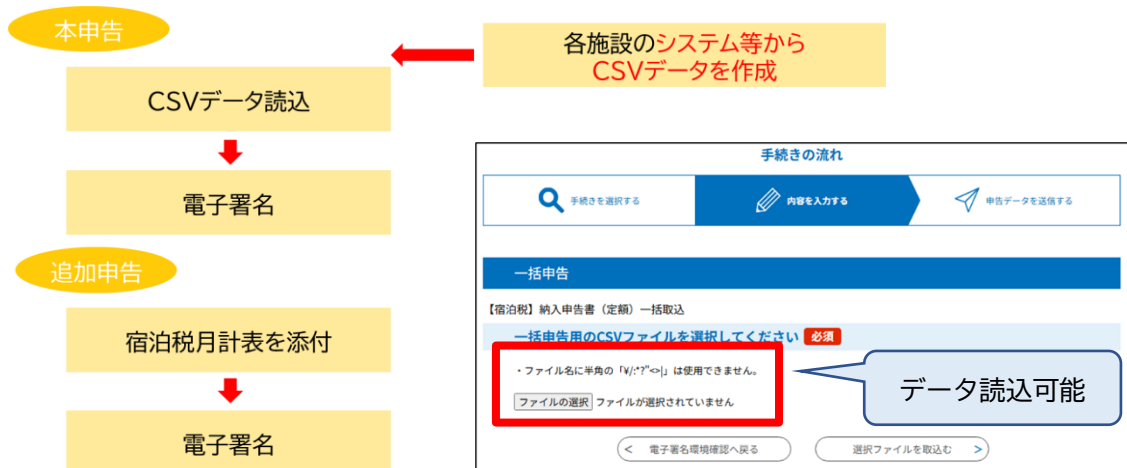 本申告
CSVデータ読込
電子署名
追加申告
宿泊税月計表を添付
電子署名
各施設のシステム等から
CSVデータを作成
手続きの流れ
手続きを選択する
内容を入力する
申告データを送信する
一括申告
【宿泊税】納入申告書（定額）一括取込
一括申告用のCSVファイルを選択してください 必須
・ファイル名に半角の「¥/:*?"<>|」は使用できません。
ファイルの選択 ファイルが選択されていません
データ読込可能
< 電子署名環境確認へ戻る
選択ファイルを取込む >